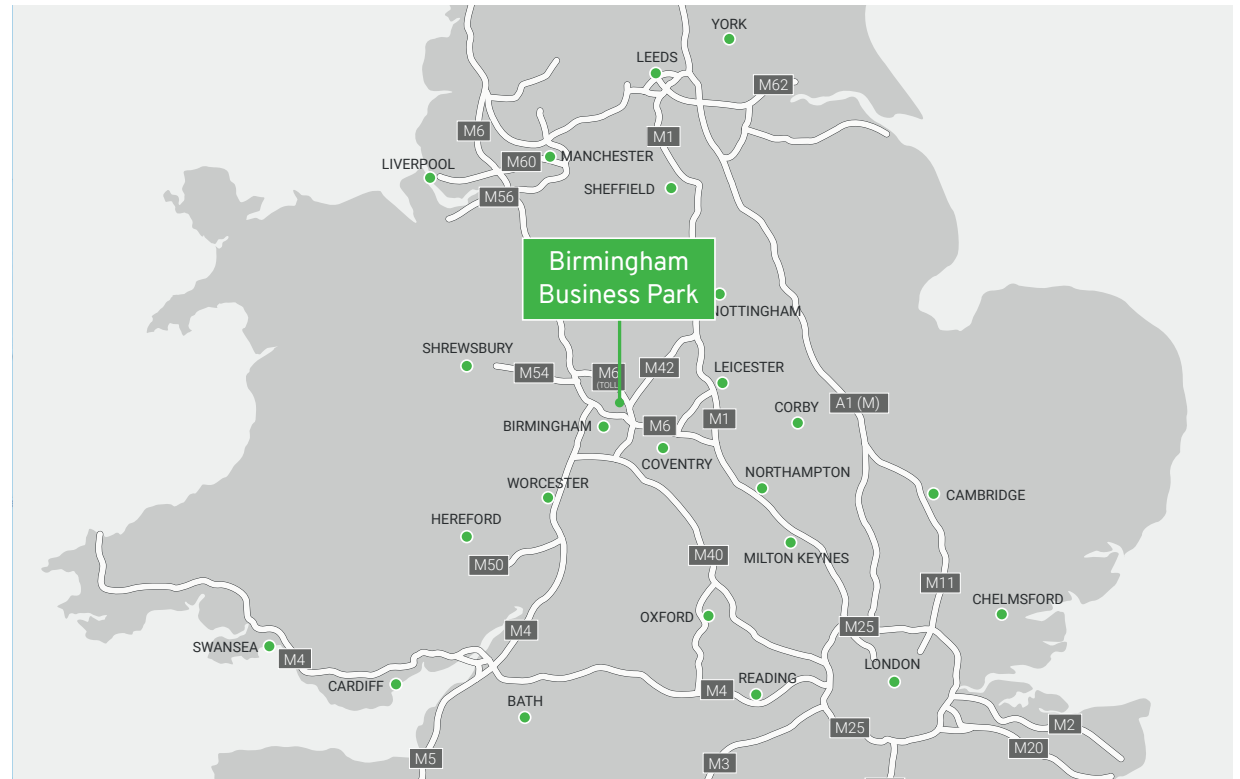 YORK
LEEDS
M62
M6
M1
MANCHESTER
M60
LIVERPOOL
SHEFFIELD
M56
Birmingham
Business Park
NOTTINGHAM
SHREWSBURY
M54
M6
(TOLL)
M42
LEICESTER
A1 (M)
CORBY
M1
BIRMINGHAM
M6
COVENTRY
NORTHAMPTON
WORCESTER
CAMBRIDGE
HEREFORD
M40
MILTON KEYNES
M50
M11
CHELMSFORD
OXFORD
M4
M25
SWANSEA
M4
LONDON
CARDIFF
M4
READING
BATH
M25
M2
M20
M5
M3